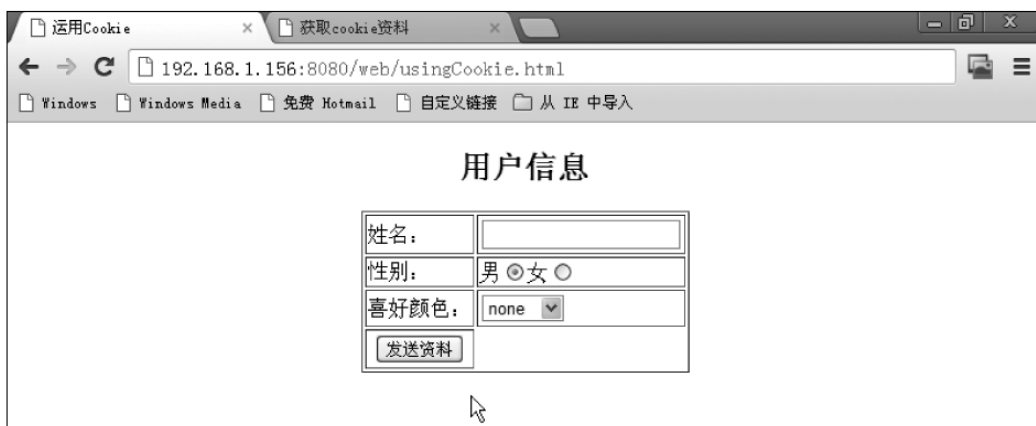 运用Cookie 获取cookie资料
192.168.1.156:8080/web/usingCookie.html
Windows Windows Media 免费 Hotmail 自定义链接 从 IE 中导入
用户信息
姓名:
性别: 男 女
喜好颜色: none
发送资料